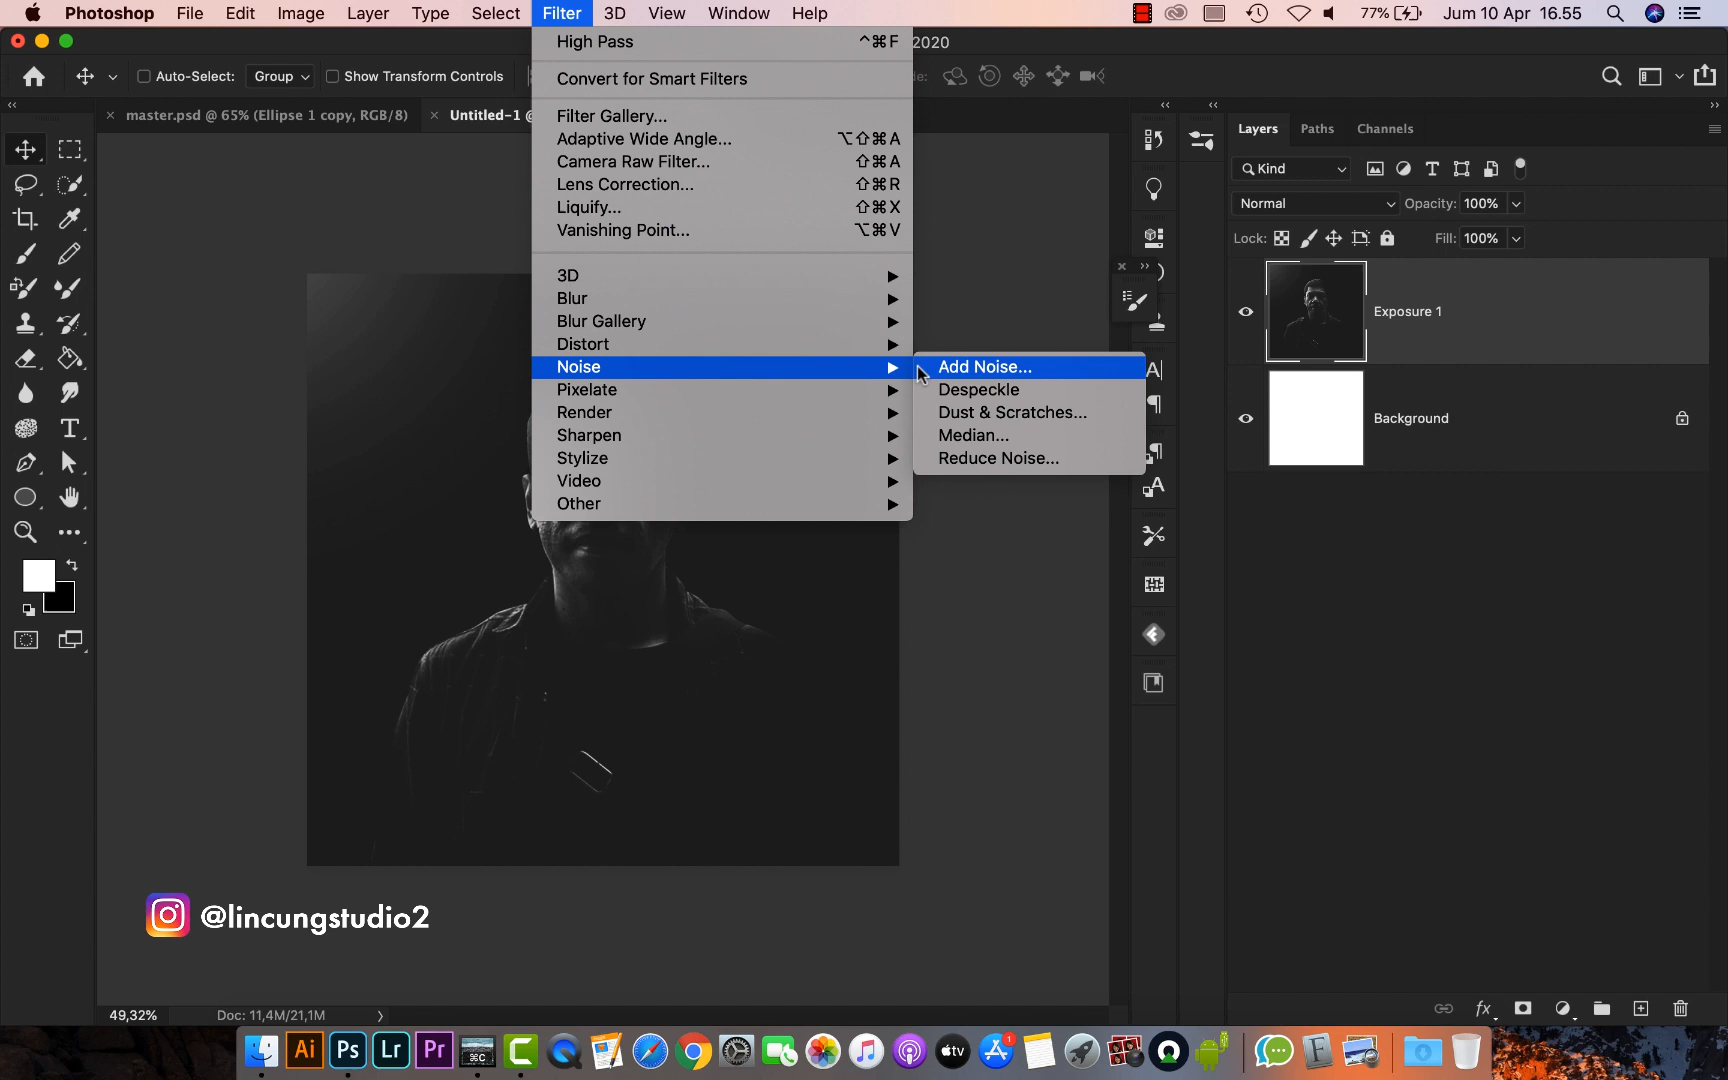 Photoshop File Edit Image Layer Type Select Filter 3D View Window Help 77% Jum 10 Apr 16.55
2020
Auto-Select: Group Show Transform Controls
master.psd @ 65% (Ellipse 1 copy, RGB/8) Untitled-1 @
High Pass ^⌘F
Convert for Smart Filters
Filter Gallery...
Adaptive Wide Angle... ⌥⇧⌘A
Camera Raw Filter... ⇧⌘A
Lens Correction... ⇧⌘R
Liquify... ⇧⌘X
Vanishing Point... ⌥⌘V
3D
Blur
Blur Gallery
Distort
Noise
Pixelate
Render
Sharpen
Stylize
Video
Other
Add Noise...
Despeckle
Dust & Scratches...
Median...
Reduce Noise...
Layers Paths Channels
Kind
Normal Opacity: 100%
Lock: Fill: 100%
Exposure 1
Background
@lincungstudio2
49,32% Doc: 11,4M/21,1M
fx
Ai Ps Lr Pr ⌘C tv 1